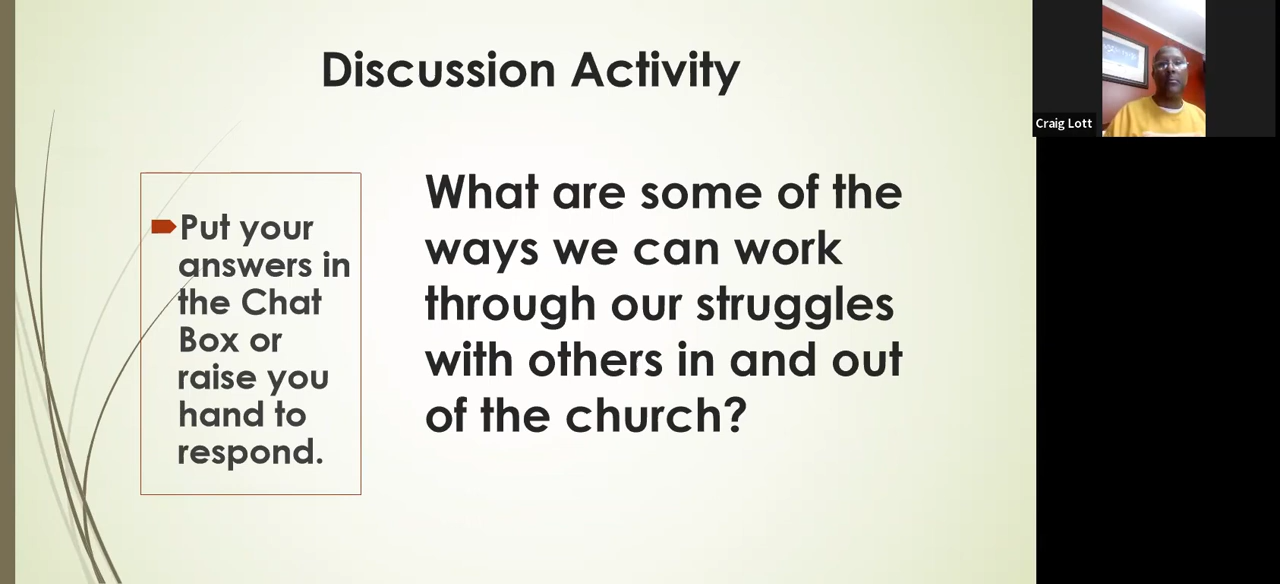 Discussion Activity
Put your
answers in
the Chat
Box or
raise you
hand to
respond.
What are some of the
ways we can work
through our struggles
with others in and out
of the church?
Craig Lott